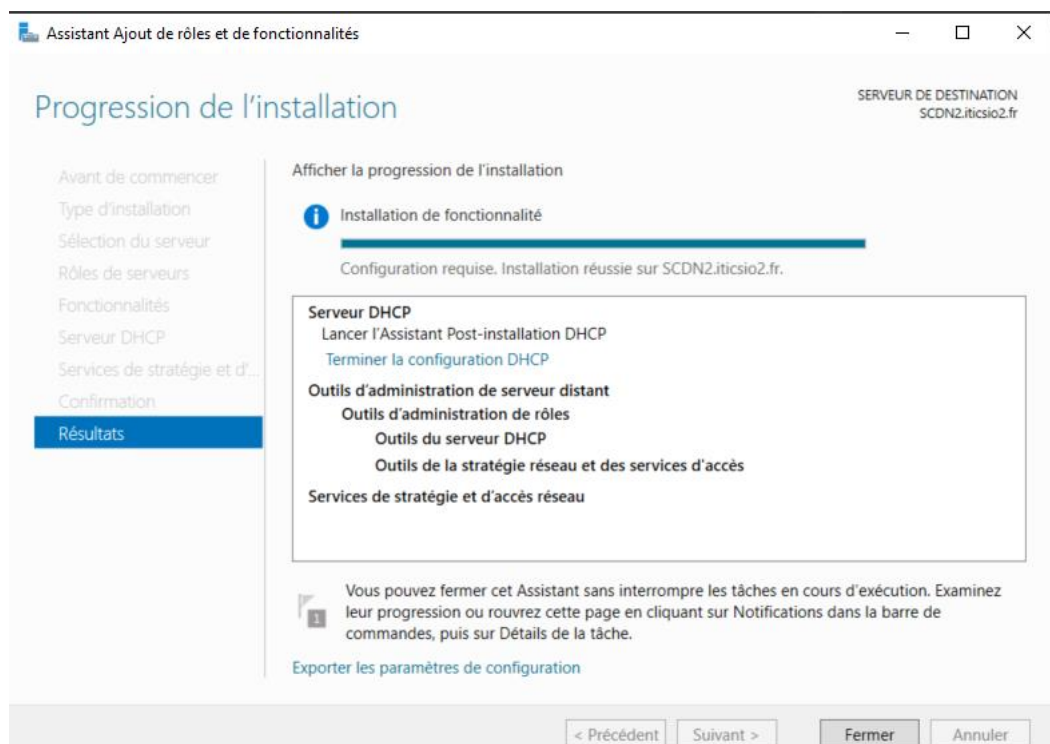 Assistant Ajout de rôles et de fonctionnalités
Progression de l'installation
SERVEUR DE DESTINATION
SCDN2.iticsio2.fr
Avant de commencer
Type d'installation
Sélection du serveur
Rôles de serveurs
Fonctionnalités
Serveur DHCP
Services de stratégie et d'...
Confirmation
Résultats
Afficher la progression de l'installation
Installation de fonctionnalité
Configuration requise. Installation réussie sur SCDN2.iticsio2.fr.
Serveur DHCP
Lancer l'Assistant Post-installation DHCP
Terminer la configuration DHCP
Outils d'administration de serveur distant
Outils d'administration de rôles
Outils du serveur DHCP
Outils de la stratégie réseau et des services d'accès
Services de stratégie et d'accès réseau
1
Vous pouvez fermer cet Assistant sans interrompre les tâches en cours d'exécution. Examinez
leur progression ou rouvrez cette page en cliquant sur Notifications dans la barre de
commandes, puis sur Détails de la tâche.
Exporter les paramètres de configuration
< Précédent
Suivant >
Fermer
Annuler